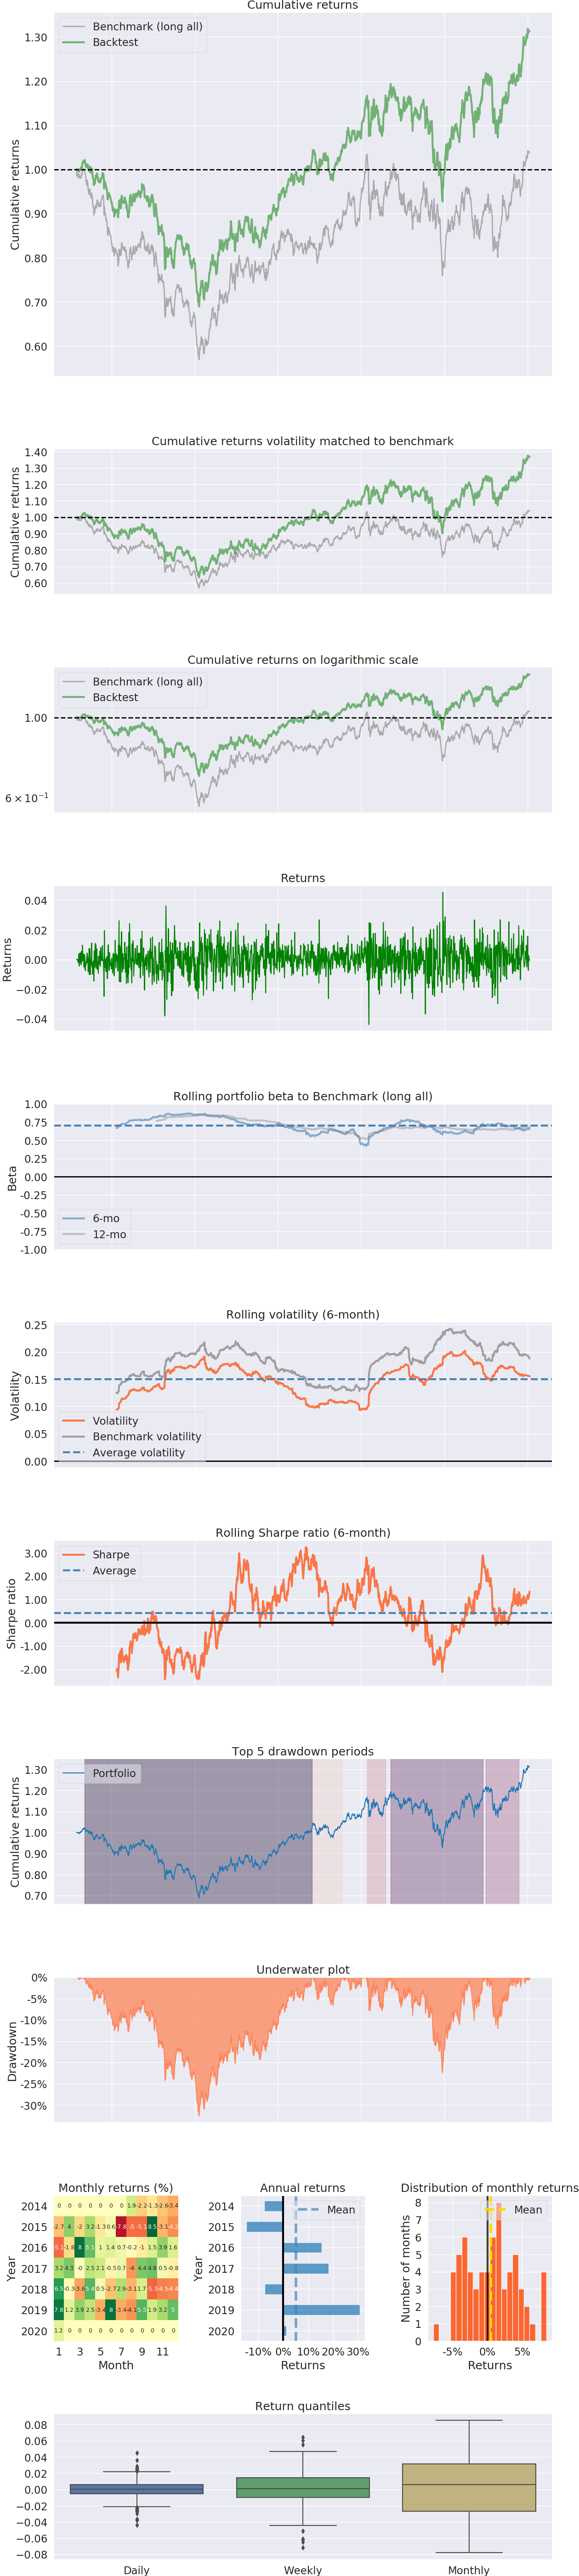 Cumulative returns
Benchmark (long all)
Backtest
1.30
1.20
1.10
1.00
0.90
0.80
0.70
0.60
Cumulative returns
Cumulative returns volatility matched to benchmark
1.40
1.30
1.20
1.10
1.00
0.90
0.80
0.70
0.60
Cumulative returns
Cumulative returns on logarithmic scale
Benchmark (long all)
Backtest
1.00
6 × 10⁻¹
Returns
0.04
0.02
0.00
−0.02
−0.04
Returns
Rolling portfolio beta to Benchmark (long all)
1.00
0.75
0.50
0.25
0.00
-0.25
-0.50
-0.75
-1.00
Beta
6-mo
12-mo
Rolling volatility (6-month)
0.25
0.20
0.15
0.10
0.05
0.00
Volatility
Volatility
Benchmark volatility
Average volatility
Rolling Sharpe ratio (6-month)
Sharpe
Average
3.00
2.00
1.00
0.00
-1.00
-2.00
Sharpe ratio
Top 5 drawdown periods
Portfolio
1.30
1.20
1.10
1.00
0.90
0.80
0.70
Cumulative returns
Underwater plot
0%
-5%
-10%
-15%
-20%
-25%
-30%
Drawdown
Monthly returns (%)
2014
2015
2016
2017
2018
2019
2020
Year
1 3 5 7 9 11
Month
Annual returns
Mean
2014
2015
2016
2017
2018
2019
2020
Year
-10% 0% 10% 20% 30%
Returns
Distribution of monthly returns
Mean
8
7
6
5
4
3
2
1
0
Number of months
-5% 0% 5%
Returns
Return quantiles
0.08
0.06
0.04
0.02
0.00
−0.02
−0.04
−0.06
−0.08
Daily Weekly Monthly